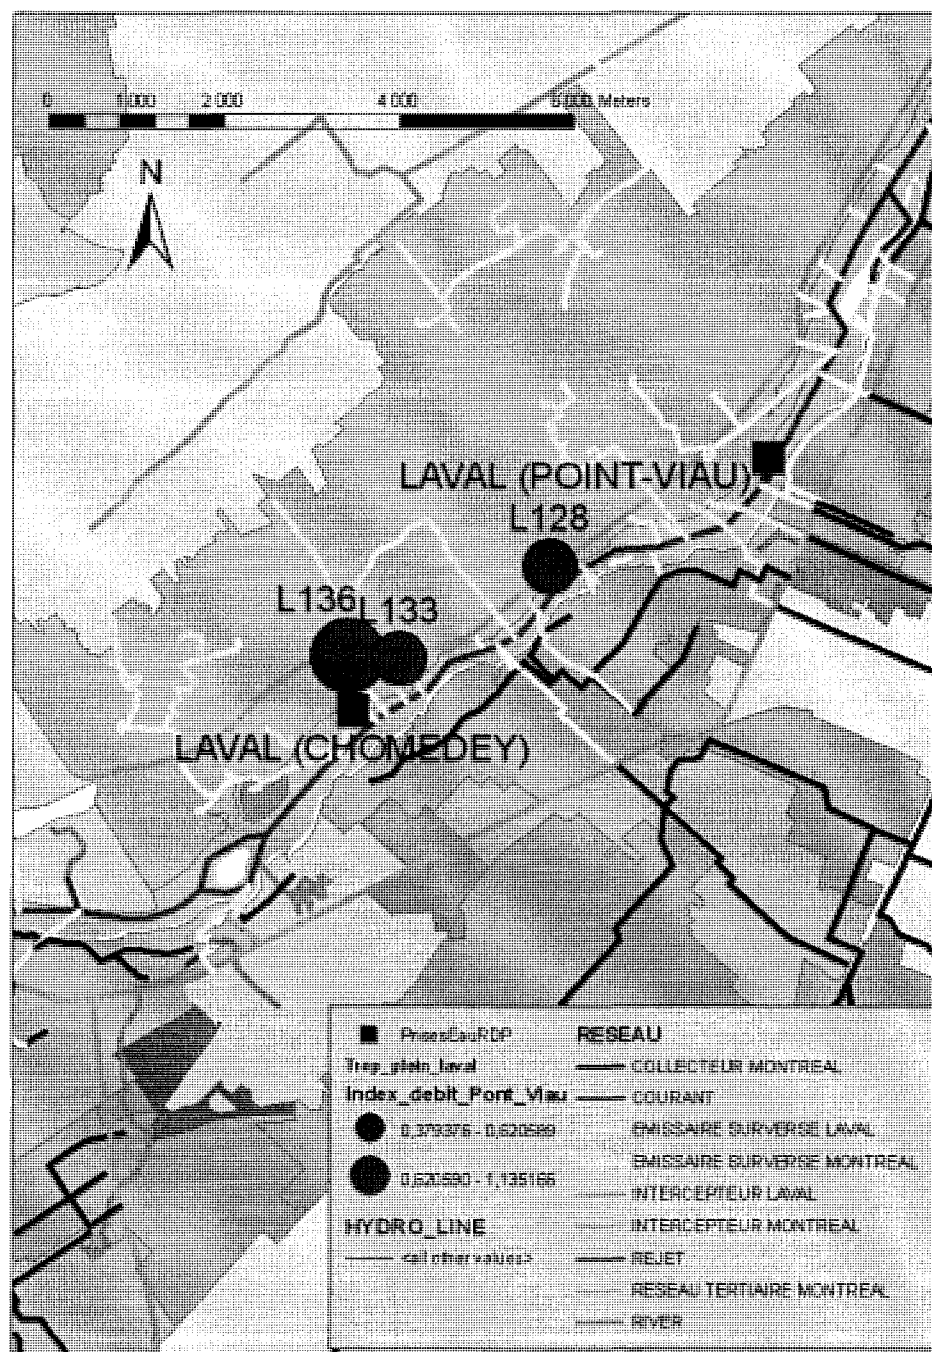 0 1 000 2 000 4 000 6 000 Meters
N
LAVAL (POINT-VIAU)
L128
L136 L133
LAVAL (CHOMEDEY)
PrisesEauRDP
Trop_plein_laval
Index_debit_Pont_Viau
0,379376 - 0,620589
0,620590 - 1,135166
HYDRO_LINE
<all other values>
RESEAU
COLLECTEUR MONTREAL
COURANT
EMISSAIRE SURVERSE LAVAL
EMISSAIRE SURVERSE MONTREAL
INTERCEPTEUR LAVAL
INTERCEPTEUR MONTREAL
REJET
RESEAU TERTIAIRE MONTREAL
RIVER